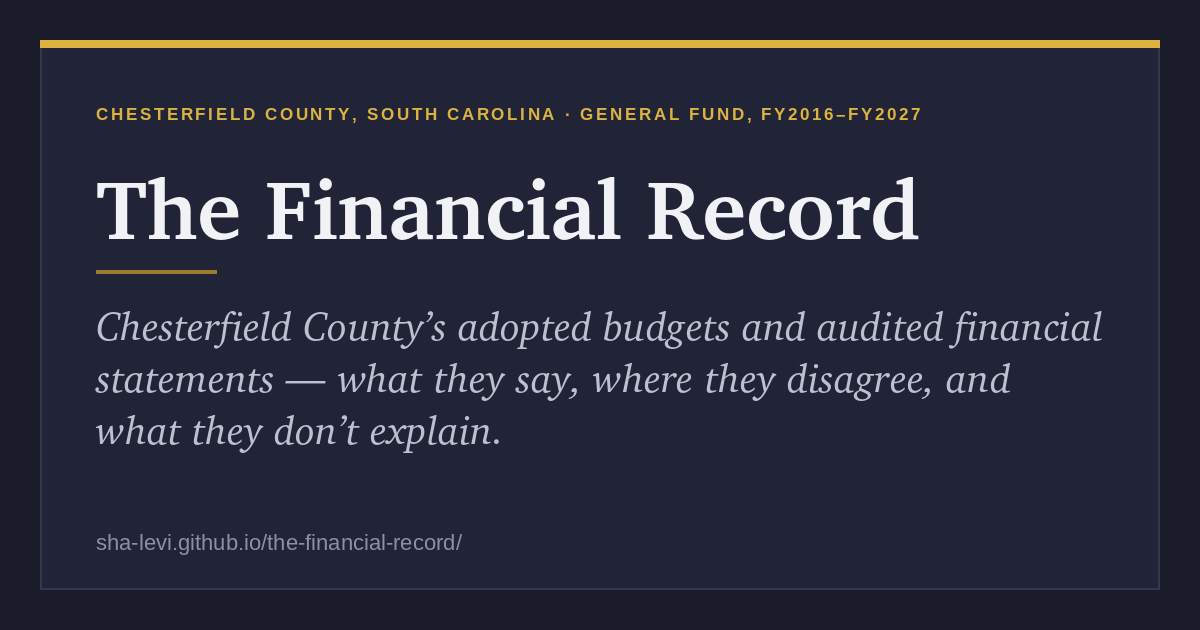 CHESTERFIELD COUNTY, SOUTH CAROLINA · GENERAL FUND, FY2016–FY2027
The Financial Record
Chesterfield County’s adopted budgets and audited financial
statements — what they say, where they disagree, and
what they don’t explain.
sha-levi.github.io/the-financial-record/